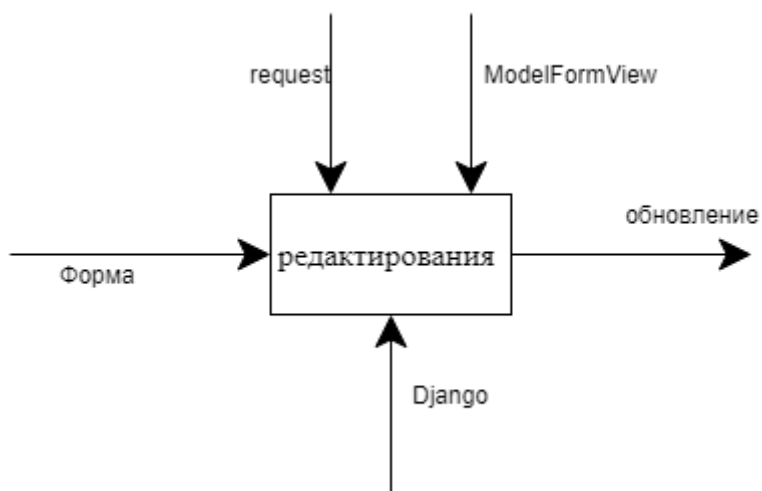 request
ModelFormView
обновление
редактирования
Форма
Django